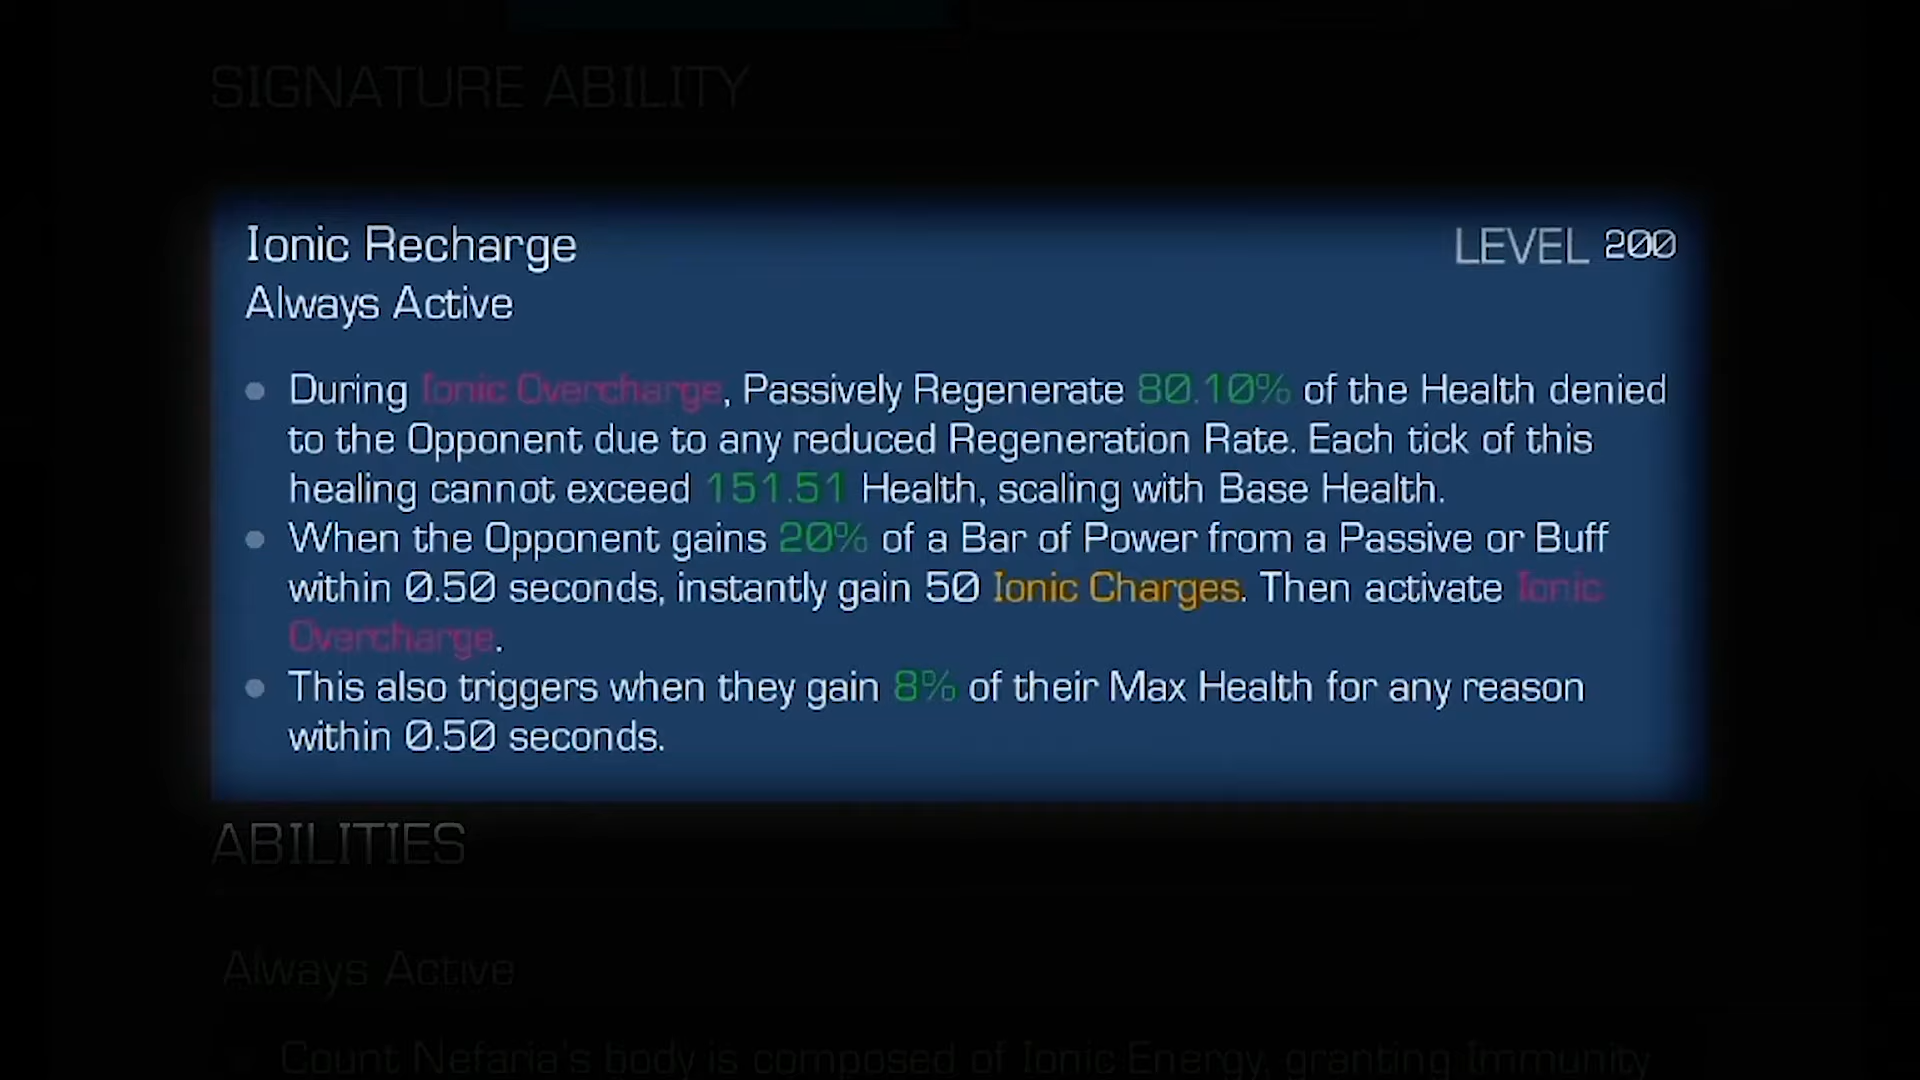 SIGNATURE ABILITY
Ionic Recharge
LEVEL 200
Always Active
During Ionic Overcharge, Passively Regenerate 80.10% of the Health denied
to the Opponent due to any reduced Regeneration Rate. Each tick of this
healing cannot exceed 151.51 Health, scaling with Base Health.
When the Opponent gains 20% of a Bar of Power from a Passive or Buff
within 0.50 seconds, instantly gain 50 Ionic Charges. Then activate Ionic
Overcharge.
This also triggers when they gain 8% of their Max Health for any reason
within 0.50 seconds.
ABILITIES
Always Active
Count Nefaria's body is composed of Ionic Energy, granting Immunity